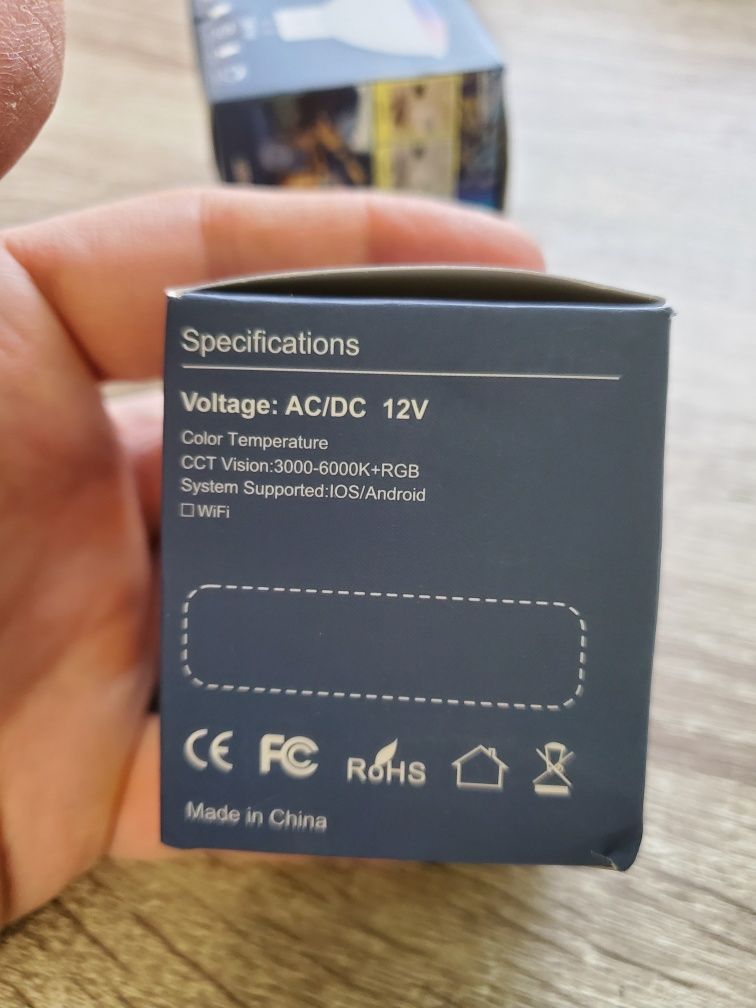 Specifications
Voltage: AC/DC 12V
Color Temperature
CCT Vision:3000-6000K+RGB
System Supported:IOS/Android
☐ WiFi
CE FC RoHS
Made in China